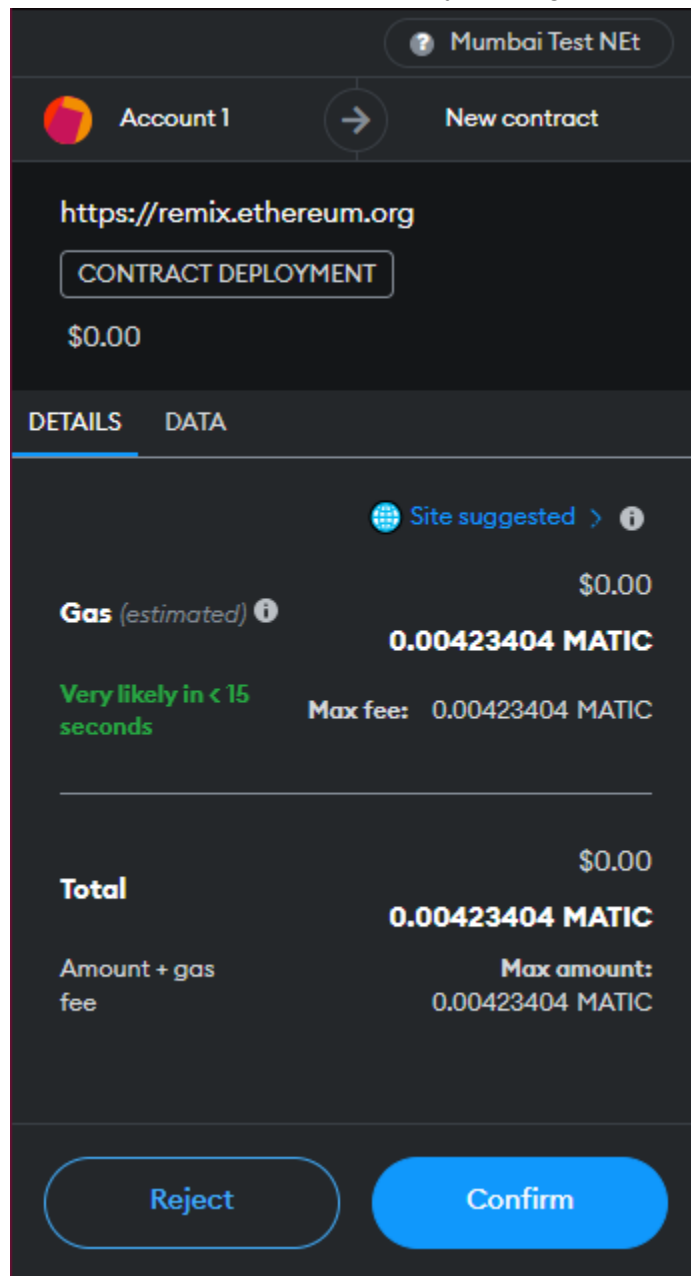 Mumbai Test NEt
Account 1
New contract
https://remix.ethereum.org
CONTRACT DEPLOYMENT
$0.00
DETAILS DATA
Site suggested >
$0.00
Gas (estimated)
0.00423404 MATIC
Very likely in < 15
seconds
Max fee: 0.00423404 MATIC
$0.00
Total
0.00423404 MATIC
Amount + gas
fee
Max amount:
0.00423404 MATIC
Reject
Confirm